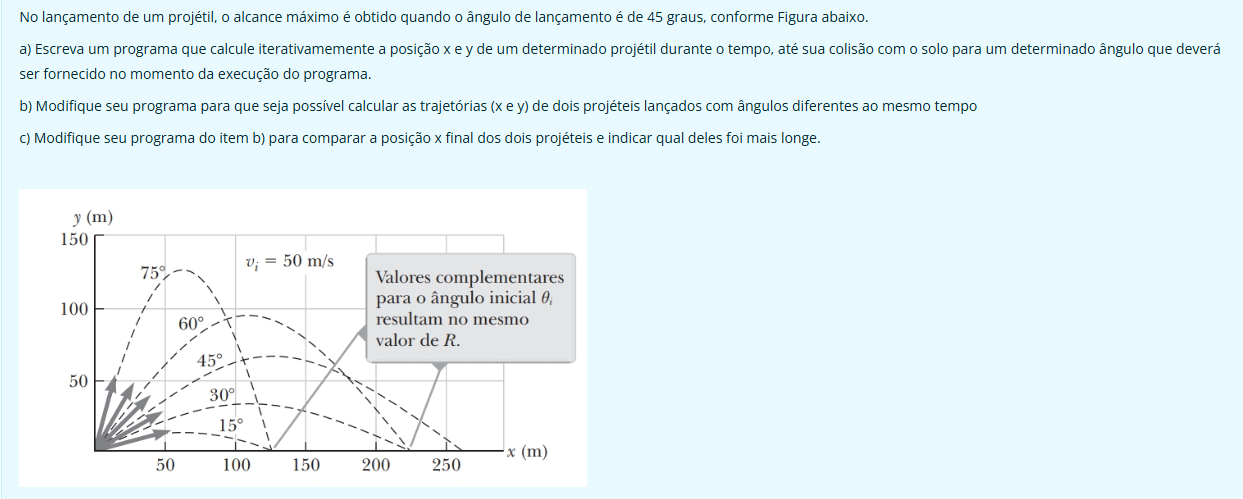 No lançamento de um projétil, o alcance máximo é obtido quando o ângulo de lançamento é de 45 graus, conforme Figura abaixo.
a) Escreva um programa que calcule iterativamemente a posição x e y de um determinado projétil durante o tempo, até sua colisão com o solo para um determinado ângulo que deverá
ser fornecido no momento da execução do programa.
b) Modifique seu programa para que seja possível calcular as trajetórias (x e y) de dois projéteis lançados com ângulos diferentes ao mesmo tempo
c) Modifique seu programa do item b) para comparar a posição x final dos dois projéteis e indicar qual deles foi mais longe.
y (m)
150
75°
v_i = 50 m/s
Valores complementares
para o ângulo inicial θ_i
resultam no mesmo
valor de R.
100
60°
45°
50
30°
15°
x (m)
50 100 150 200 250